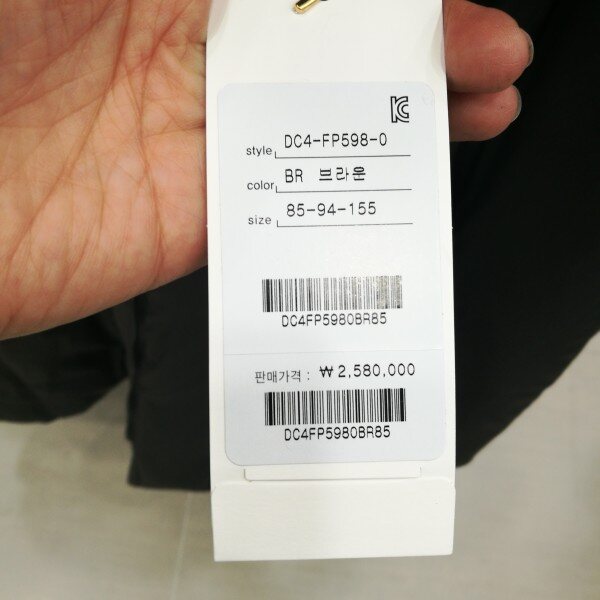 style DC4-FP598-0
color BR 브라운
size 85-94-155
DC4FP5980BR85
판매가격 : ₩2,580,000
DC4FP5980BR85